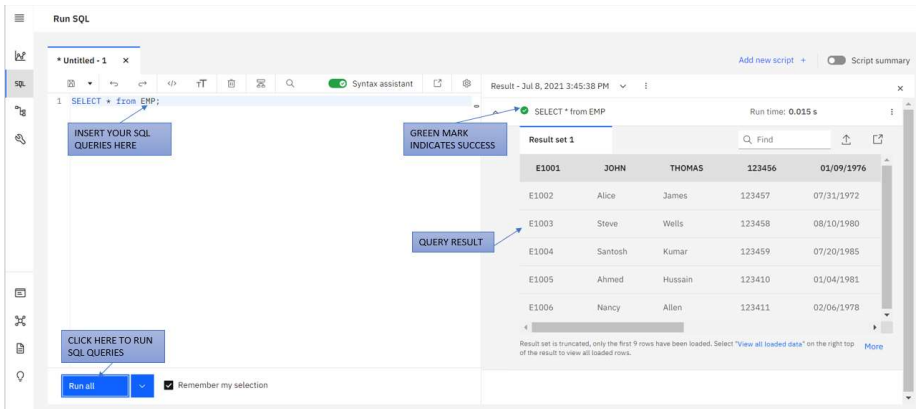 Run SQL
* Untitled - 1 ×
Add new script +
Script summary
SQL
Syntax assistant
Result - Jul 8, 2021 3:45:38 PM
1 SELECT * from EMP;
INSERT YOUR SQL
QUERIES HERE
GREEN MARK
INDICATES SUCCESS
SELECT * from EMP
Run time: 0.015 s
Result set 1
Find
E1001 JOHN THOMAS 123456 01/09/1976
E1002 Alice James 123457 07/31/1972
E1003 Steve Wells 123458 08/10/1980
QUERY RESULT
E1004 Santosh Kumar 123459 07/20/1985
E1005 Ahmed Hussain 123410 01/04/1981
E1006 Nancy Allen 123411 02/06/1978
CLICK HERE TO RUN
SQL QUERIES
Result set is truncated, only the first 9 rows have been loaded. Select "View all loaded data" on the right top
of the result to view all loaded rows.
More
Run all
Remember my selection